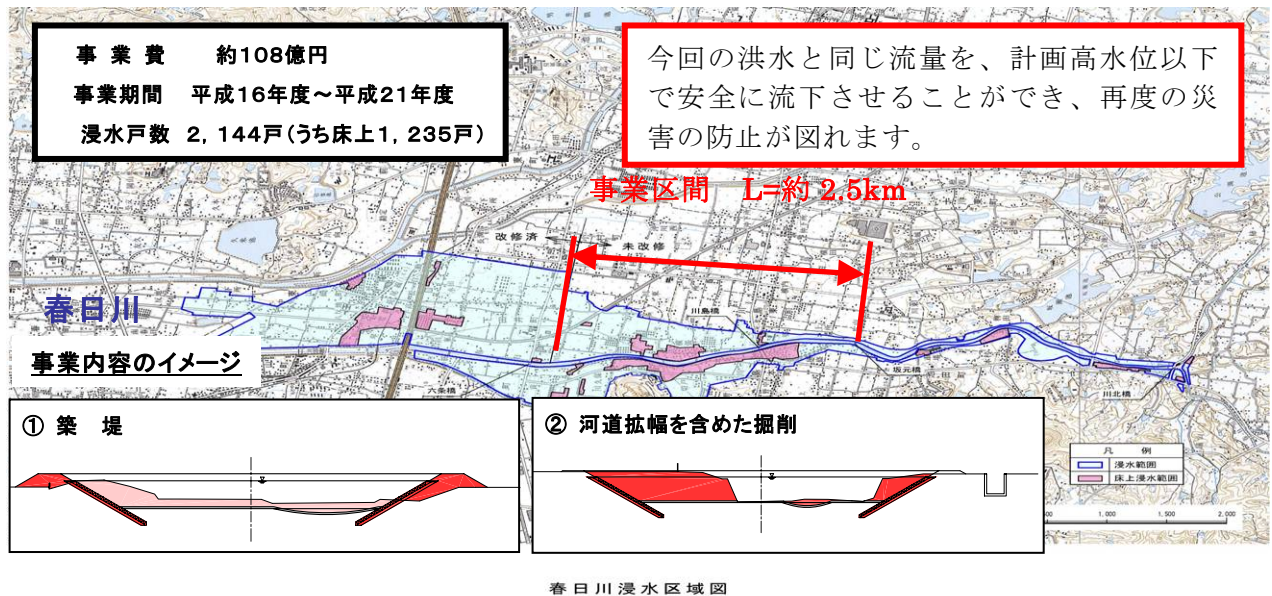 事 業 費 約108億円
事業期間 平成16年度～平成21年度
浸水戸数 2,144戸(うち床上1,235戸)
今回の洪水と同じ流量を、計画高水位以下
で安全に流下させることができ、再度の災
害の防止が図れます。
事業区間 L=約 2.5km
改修済
未改修
春日川
川島橋
事業内容のイメージ
六条橋
坂元橋
川北橋
① 築 堤
② 河道拡幅を含めた掘削
凡 例
浸水範囲
床上浸水範囲
1,000
1,500
2,000
春日川浸水区域図